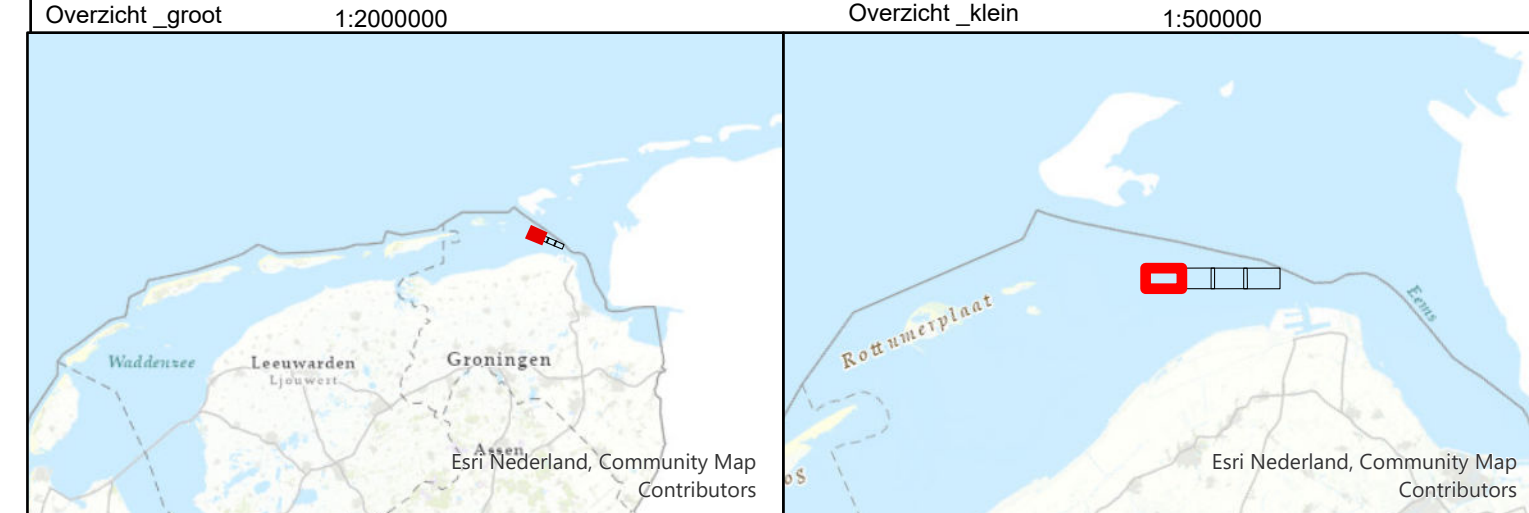 Overzicht _groot 1:2000000
Overzicht _klein 1:500000
Waddenzee
Leeuwarden
Ljouwert
Groningen
Assen
Esri Nederland, Community Map
Contributors
Rottumerplaat
Eems
os
Esri Nederland, Community Map
Contributors